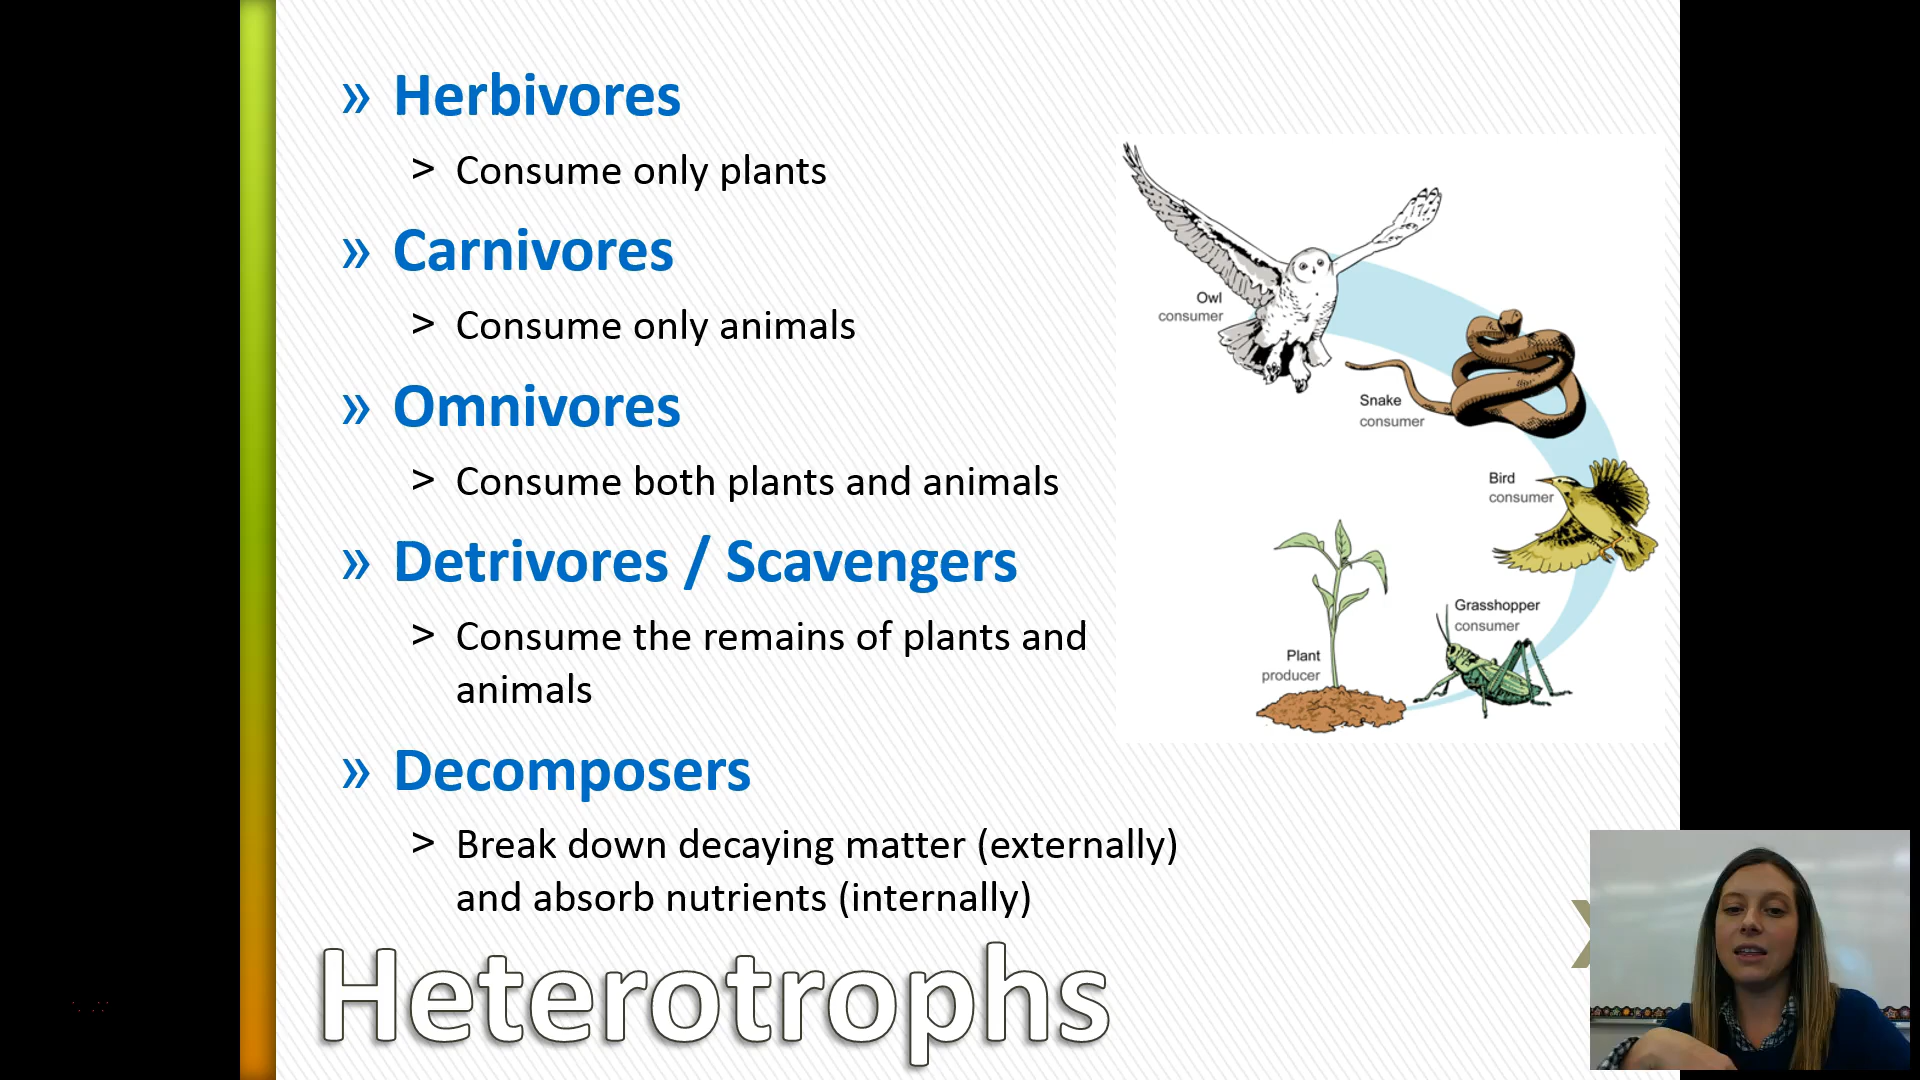 » Herbivores
> Consume only plants
» Carnivores
> Consume only animals
» Omnivores
> Consume both plants and animals
» Detrivores / Scavengers
> Consume the remains of plants and
animals
» Decomposers
> Break down decaying matter (externally)
and absorb nutrients (internally)
Heterotrophs
Owl
consumer
Snake
consumer
Bird
consumer
Grasshopper
consumer
Plant
producer